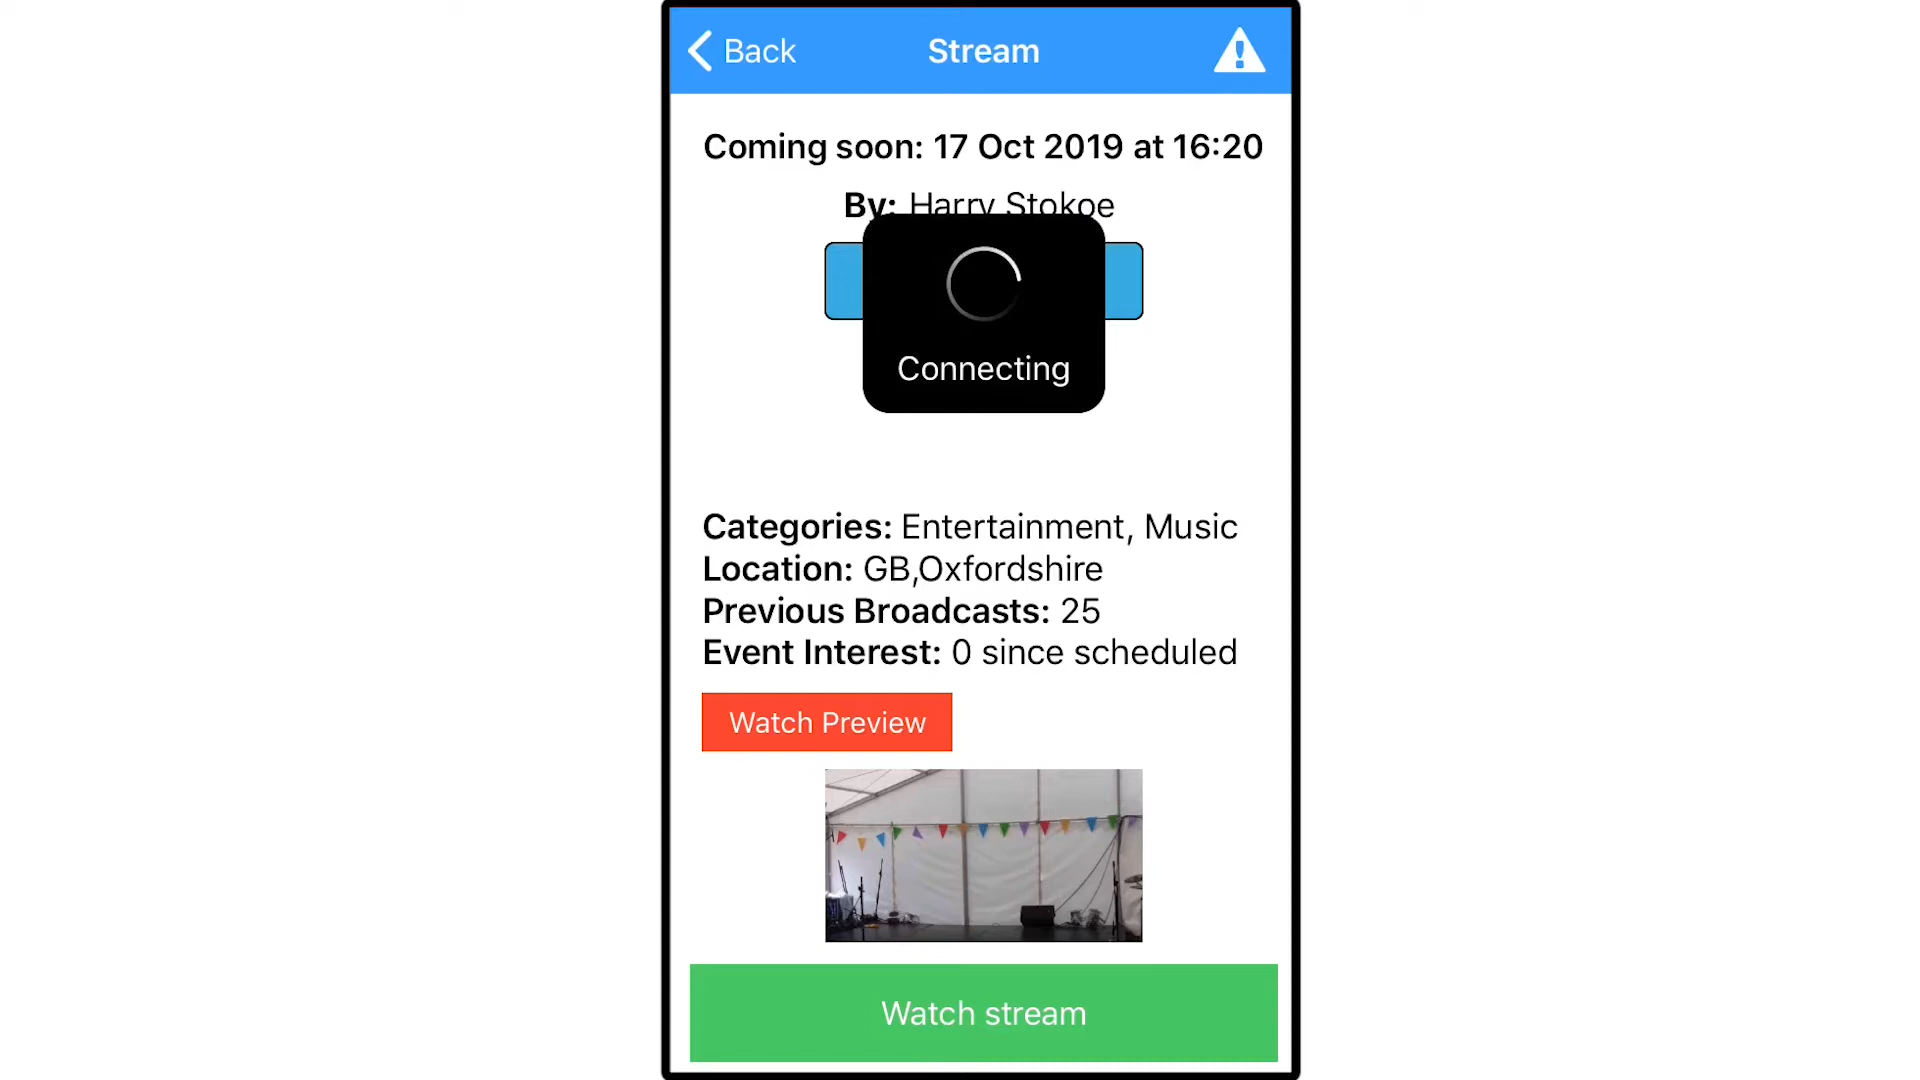 Back
Stream
Coming soon: 17 Oct 2019 at 16:20
By: Harry Stokoe
Connecting
Categories: Entertainment, Music
Location: GB,Oxfordshire
Previous Broadcasts: 25
Event Interest: 0 since scheduled
Watch Preview
Watch stream